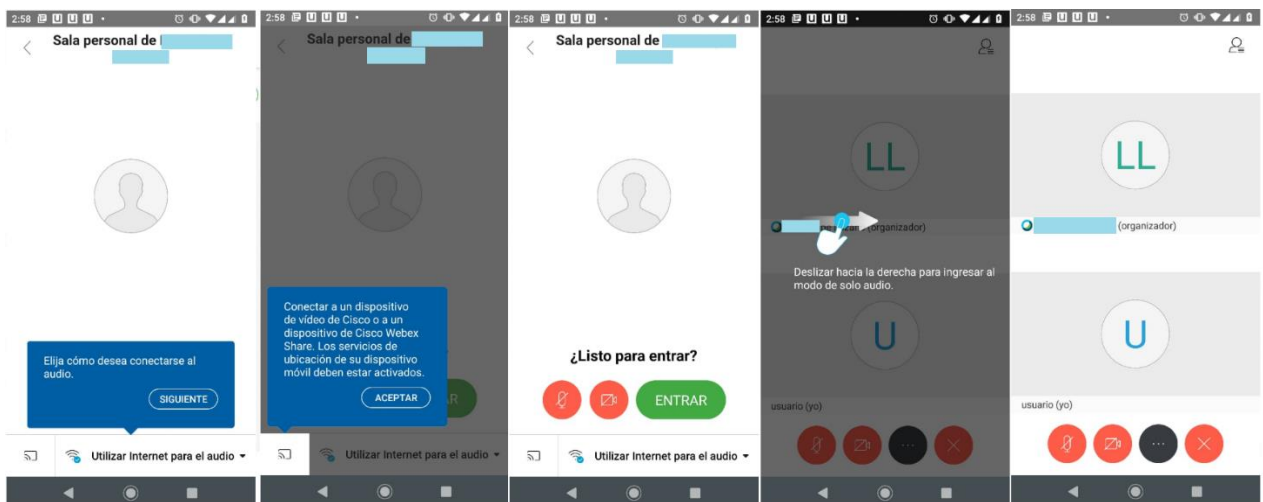 2:58
Sala personal de
Elija cómo desea conectarse al
audio.
SIGUIENTE
Utilizar Internet para el audio
2:58
Sala personal de
Conectar a un dispositivo
de vídeo de Cisco o a un
dispositivo de Cisco Webex
Share. Los servicios de
ubicación de su dispositivo
móvil deben estar activados.
ACEPTAR
Utilizar Internet para el audio
2:58
Sala personal de
¿Listo para entrar?
ENTRAR
Utilizar Internet para el audio
2:58
LL
(organizador)
Deslizar hacia la derecha para ingresar al
modo de solo audio.
U
usuario (yo)
2:58
LL
(organizador)
U
usuario (yo)